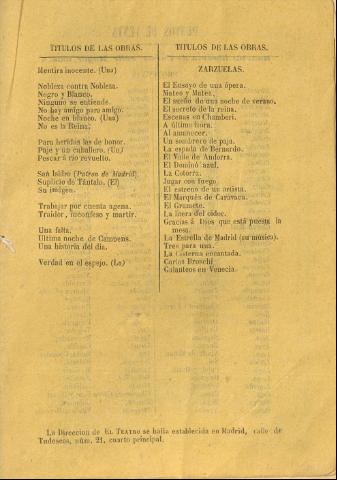 TITULOS DE LAS OBRAS.
Mentira inocente. (Una)
Nobleza contra Nobleza.
Negro y Blanco.
Ninguno se entiende.
No hay amigo para amigo.
Noche en blanco. (Una)
No es la Reina.
Para heridas las de honor.
Paje y un caballero. (Un)
Pescar á rio revuelto.
San Isidro (Patron de Madrid)
Suplicio de Tántalo. (El)
Su imágen.
Trabajar por cuenta agena.
Traidor, inconfeso y martir.
Una falta.
Ultima noche de Camoens.
Una historia del dia.
Verdad en el espejo. (La)
TITULOS DE LAS OBRAS.
ZARZUELAS.
El Ensayo de una ópera.
Mateo y Matea.
El sueño de una noche de verano.
El secreto de la reina.
Escenas en Chamberi.
A última hora.
Al amanecer.
Un sombrero de paja.
La espada de Bernardo.
El Valle de Andorra.
El Dominó azul.
La Cotorra.
Jugar con fuego
El estreno de un artista.
El Marqués de Caravaca.
El Grumete.
La litera del oidor.
Gracias á Dios que está puesta la
mesa.
La Estrella de Madrid (su música).
Tres para una.
La Cisterna encantada.
Carlos Broschi
Galanteos en Venecia.
La Direccion de EL TEATRO se halla establecida en Madrid, calle de
Tudescos, núm. 21, cuarto principal.